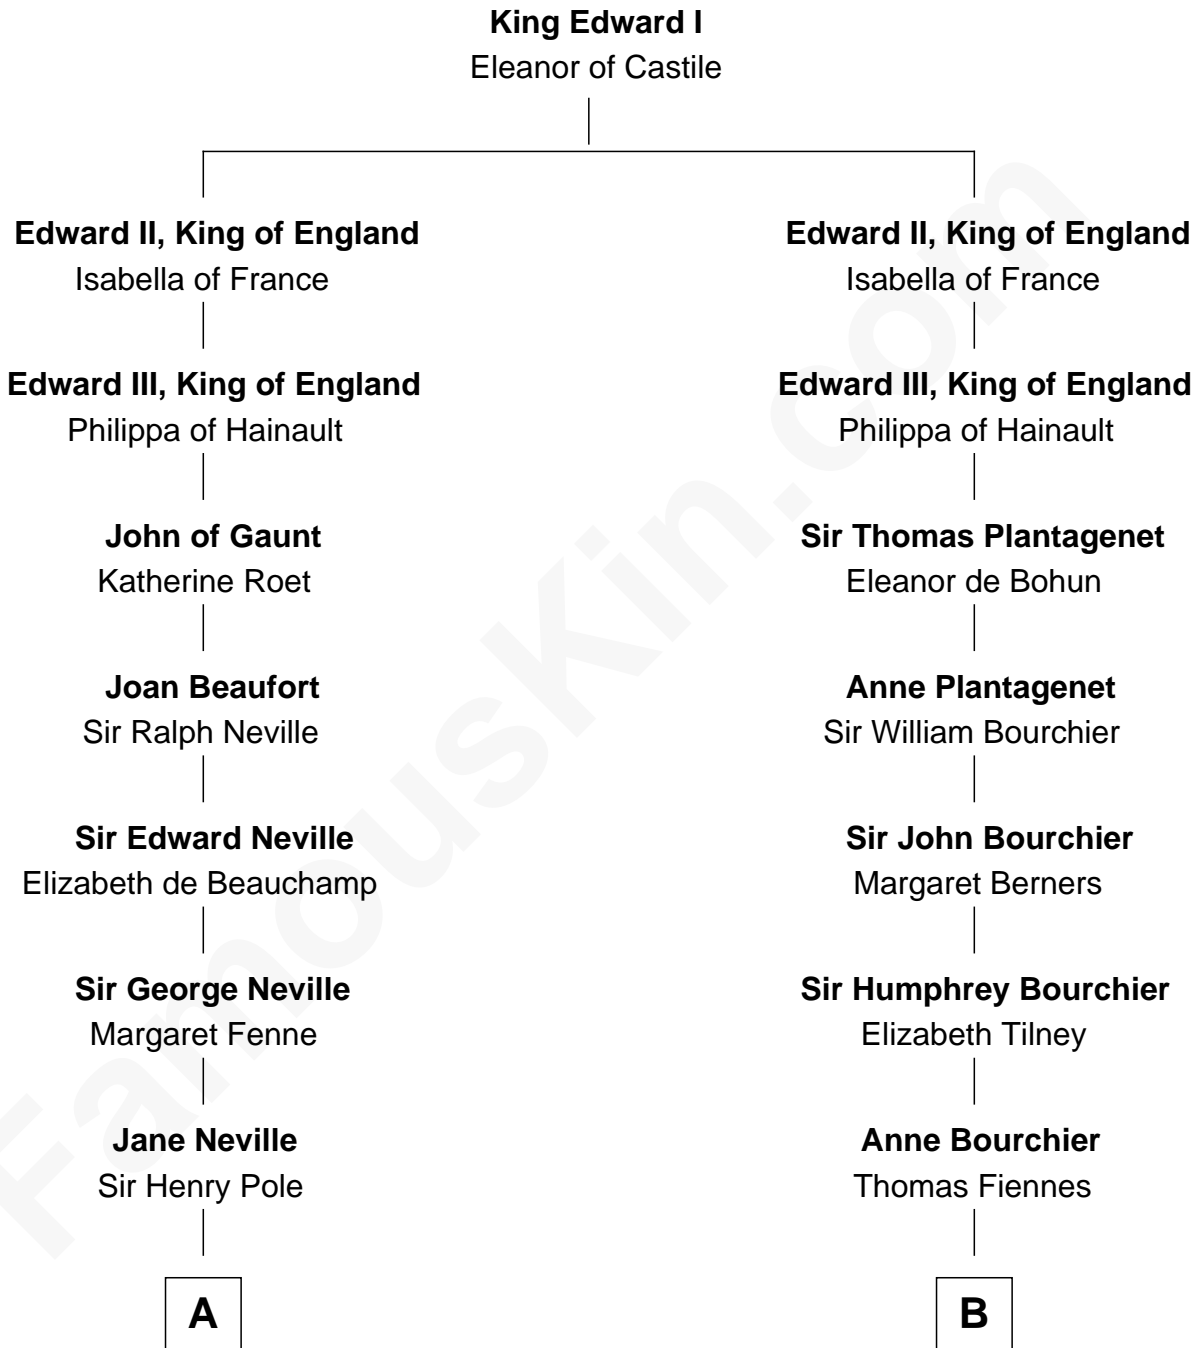 King Edward I
Eleanor of Castile
Edward II, King of England
Isabella of France
Edward III, King of England
Philippa of Hainault
John of Gaunt
Katherine Roet
Joan Beaufort
Sir Ralph Neville
Sir Edward Neville
Elizabeth de Beauchamp
Sir George Neville
Margaret Fenne
Jane Neville
Sir Henry Pole
A
Edward II, King of England
Isabella of France
Edward III, King of England
Philippa of Hainault
Sir Thomas Plantagenet
Eleanor de Bohun
Anne Plantagenet
Sir William Bourchier
Sir John Bourchier
Margaret Berners
Sir Humphrey Bourchier
Elizabeth Tilney
Anne Bourchier
Thomas Fiennes
B
FamousKin.com